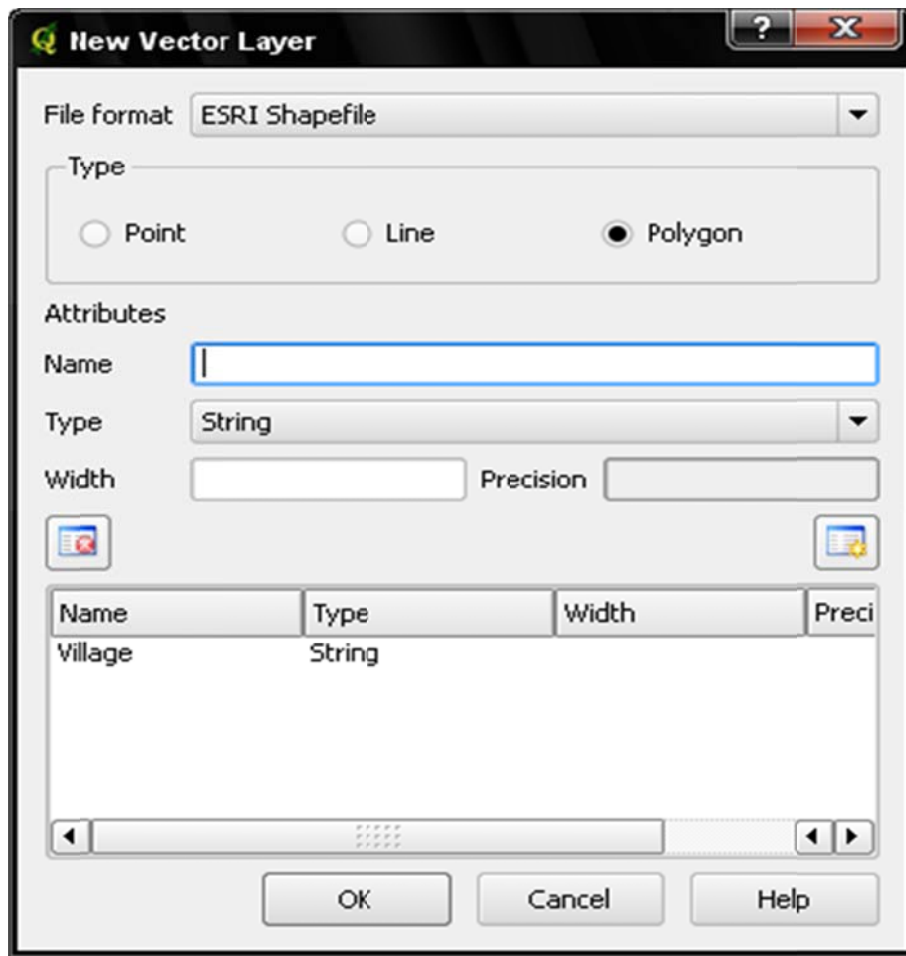 New Vector Layer
File format ESRI Shapefile
Type
Point Line Polygon
Attributes
Name
Type String
Width Precision
Name Type Width Preci
Village String
OK Cancel Help